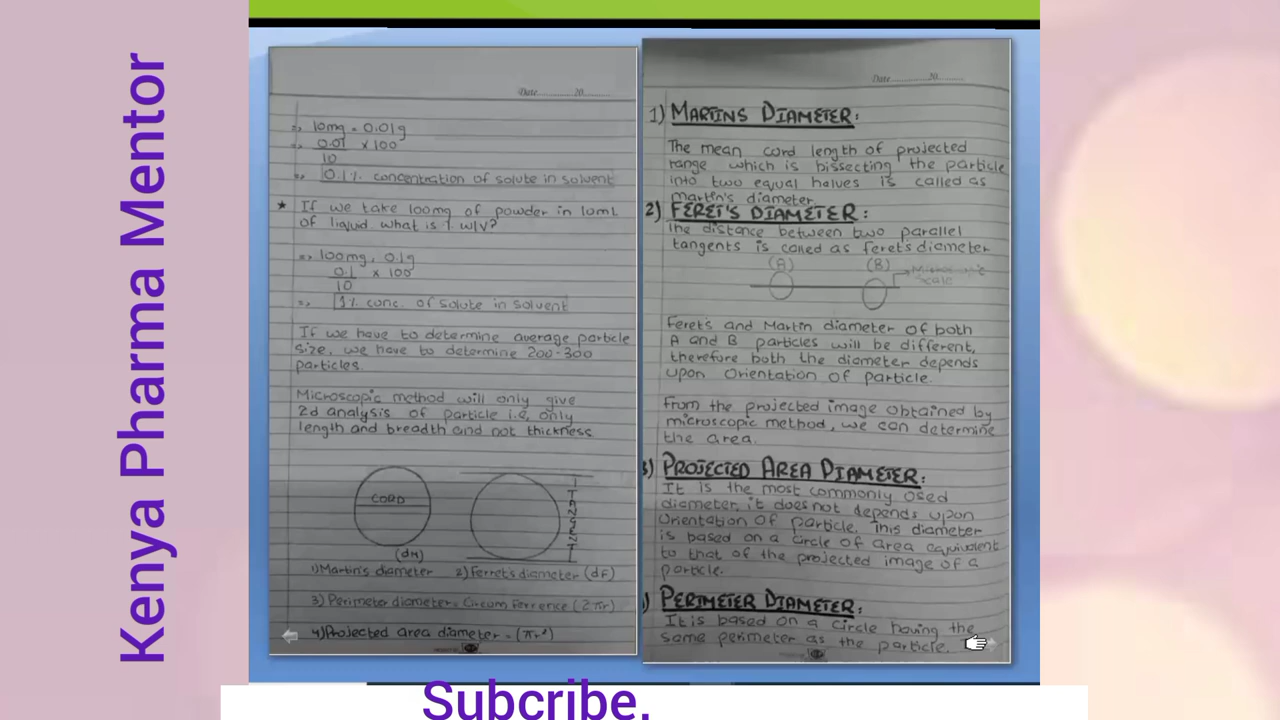 Kenya Pharma Mentor
Date 20
=> 10mg = 0.01g
=> 0.01 x 100
10
=> 0.1% concentration of solute in solvent
★ If we take 100mg of powder in 10mL
of liquid what is % w/v?
=> 100mg, 0.1g
0.1 x 100
10
=> 1% conc. of solute in solvent
If we have to determine average particle
size, we have to determine 200-300
particles.
Microscopic method will only give
2d analysis of particle i.e, only
length and breadth and not thickness
CORD
TANGENT
(dM)
1) Martin's diameter 2) Ferret's diameter (dF)
3) Perimeter diameter = Circumference (2πr)
4) Projected area diameter = (πr²)
Date 20
1) MARTINS DIAMETER:
The mean cord length of projected
range which is bissecting the particle
into two equal halves is called as
martin's diameter.
2) FERET'S DIAMETER:
The distance between two parallel
tangents is called as feret's diameter
(A) (B)
Microscopic
Scale
Feret's and Martin diameter of both
A and B particles will be different,
therefore both the diameter depends
upon Orientation of particle.
From the projected image obtained by
microscopic method, we can determine
the area.
3) PROJECTED AREA DIAMETER:
It is the most commonly used
diameter, it does not depends upon
Orientation of particle. This diameter
is based on a circle of area equivalent
to that of the projected image of a
particle.
) PERIMETER DIAMETER:
It is based on a circle having the
same perimeter as the particle.
Subcribe.